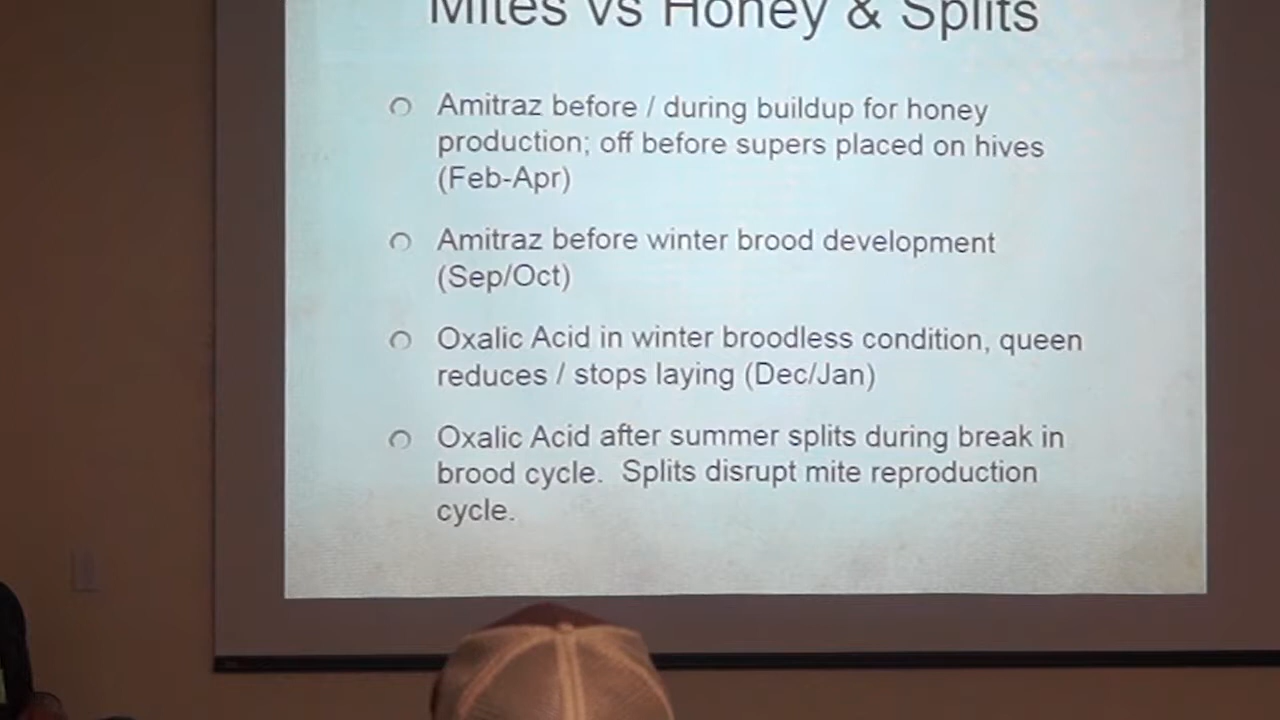 Mites vs Honey & Splits
Amitraz before / during buildup for honey
production; off before supers placed on hives
(Feb-Apr)
Amitraz before winter brood development
(Sep/Oct)
Oxalic Acid in winter broodless condition, queen
reduces / stops laying (Dec/Jan)
Oxalic Acid after summer splits during break in
brood cycle.  Splits disrupt mite reproduction
cycle.